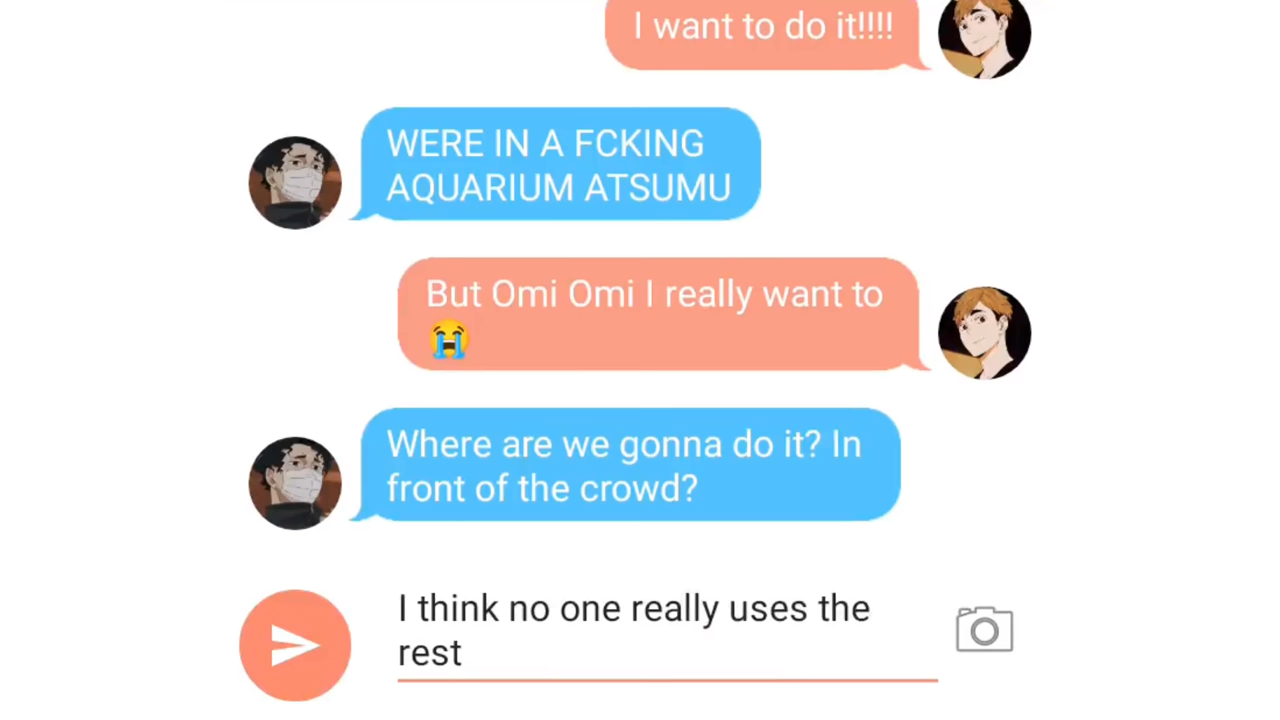 I want to do it!!!!
WERE IN A FCKING
AQUARIUM ATSUMU
But Omi Omi I really want to
😭
Where are we gonna do it? In
front of the crowd?
I think no one really uses the
rest